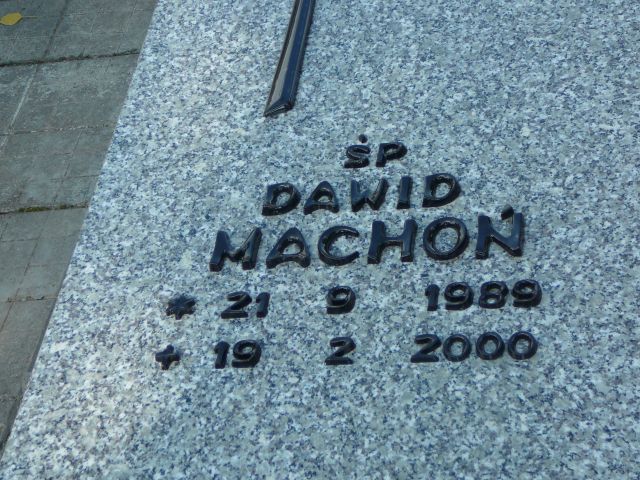 ŚP
DAWID
MACHOŃ
* 21 9 1989
+ 19 2 2000